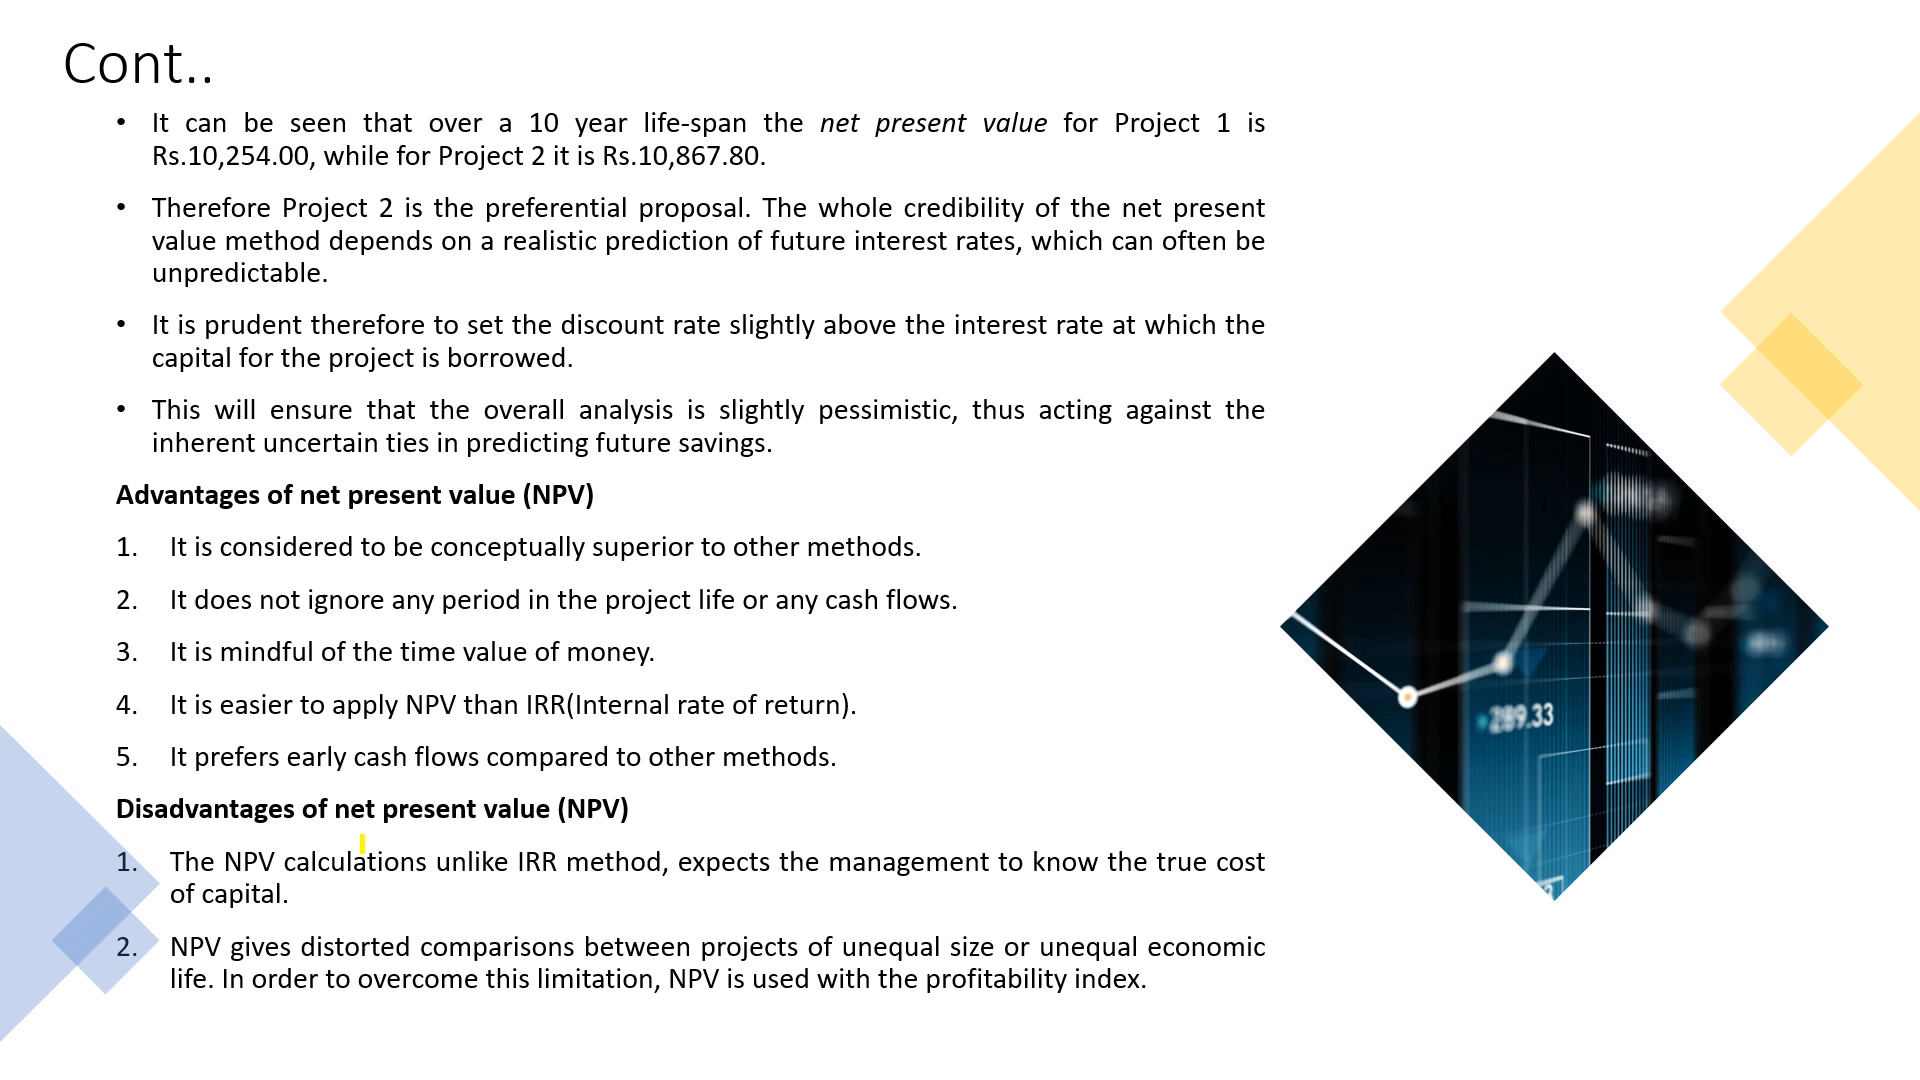 Cont..
• It can be seen that over a 10 year life-span the net present value for Project 1 is
Rs.10,254.00, while for Project 2 it is Rs.10,867.80.
• Therefore Project 2 is the preferential proposal. The whole credibility of the net present
value method depends on a realistic prediction of future interest rates, which can often be
unpredictable.
• It is prudent therefore to set the discount rate slightly above the interest rate at which the
capital for the project is borrowed.
• This will ensure that the overall analysis is slightly pessimistic, thus acting against the
inherent uncertain ties in predicting future savings.
Advantages of net present value (NPV)
1. It is considered to be conceptually superior to other methods.
2. It does not ignore any period in the project life or any cash flows.
3. It is mindful of the time value of money.
4. It is easier to apply NPV than IRR(Internal rate of return).
5. It prefers early cash flows compared to other methods.
Disadvantages of net present value (NPV)
1. The NPV calculations unlike IRR method, expects the management to know the true cost
of capital.
2. NPV gives distorted comparisons between projects of unequal size or unequal economic
life. In order to overcome this limitation, NPV is used with the profitability index.
289.33